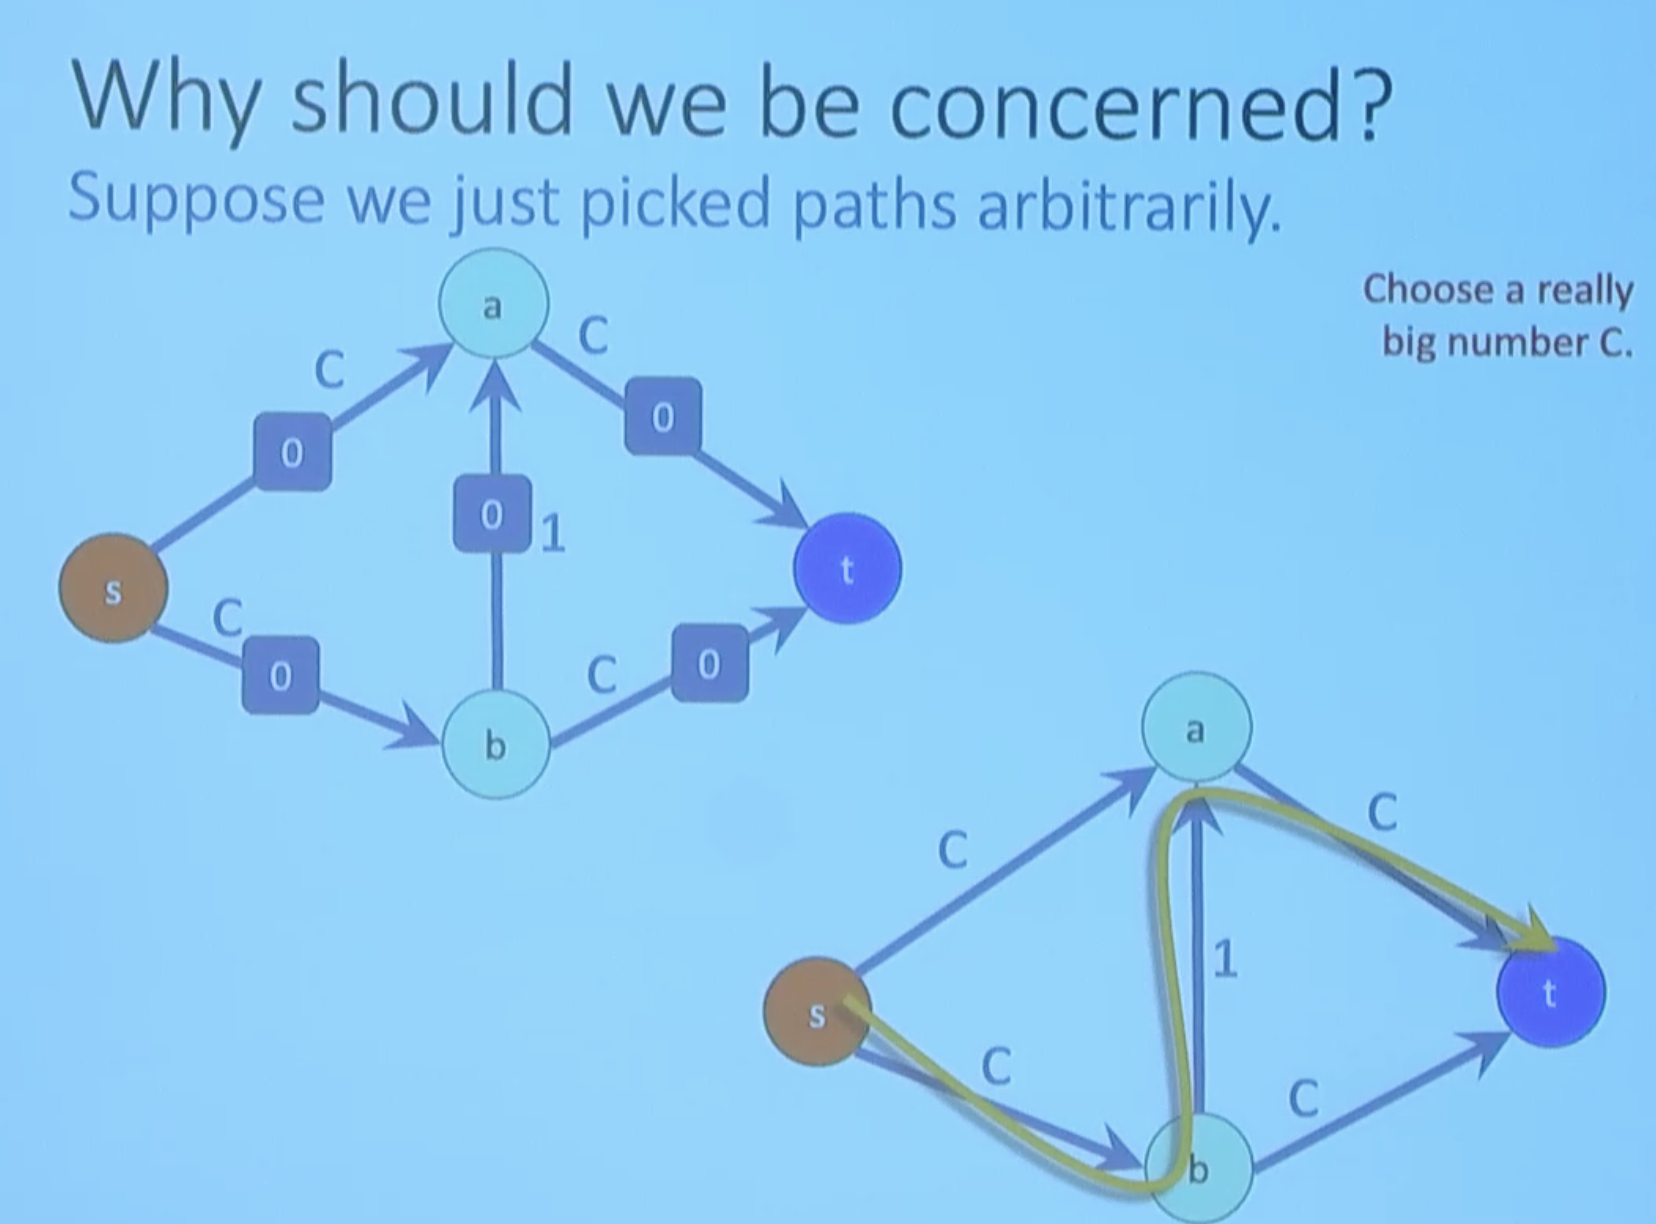 Why should we be concerned?
Suppose we just picked paths arbitrarily.
Choose a really
big number C.
a
C
C
0
0
0
1
s
t
C
0
C
0
b
a
C
C
1
s
t
C
C
b